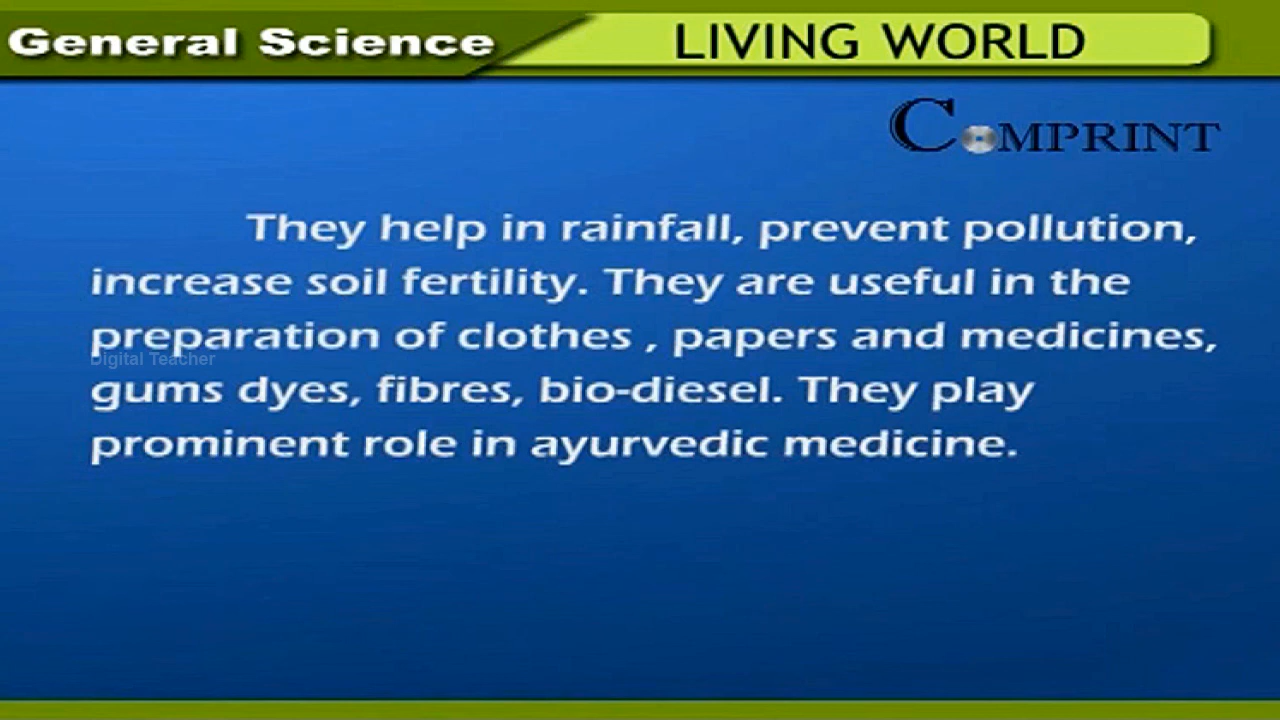 General Science
LIVING WORLD
COMPRINT
They help in rainfall, prevent pollution,
increase soil fertility. They are useful in the
preparation of clothes , papers and medicines,
Digital Teacher
gums dyes, fibres, bio-diesel. They play
prominent role in ayurvedic medicine.